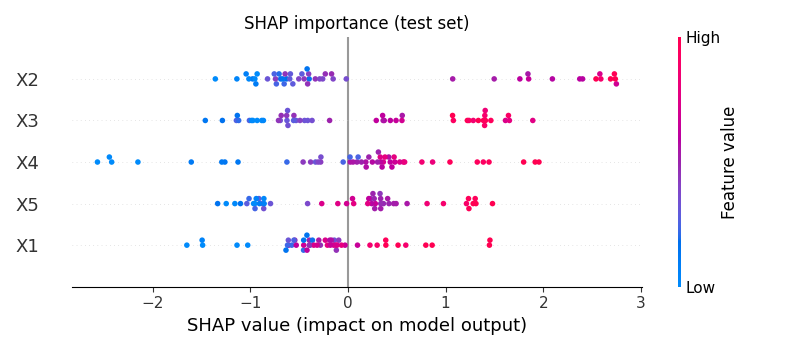 SHAP importance (test set)
High
X2
X3
X4
X5
X1
Feature value
Low
−2
−1
0
1
2
3
SHAP value (impact on model output)